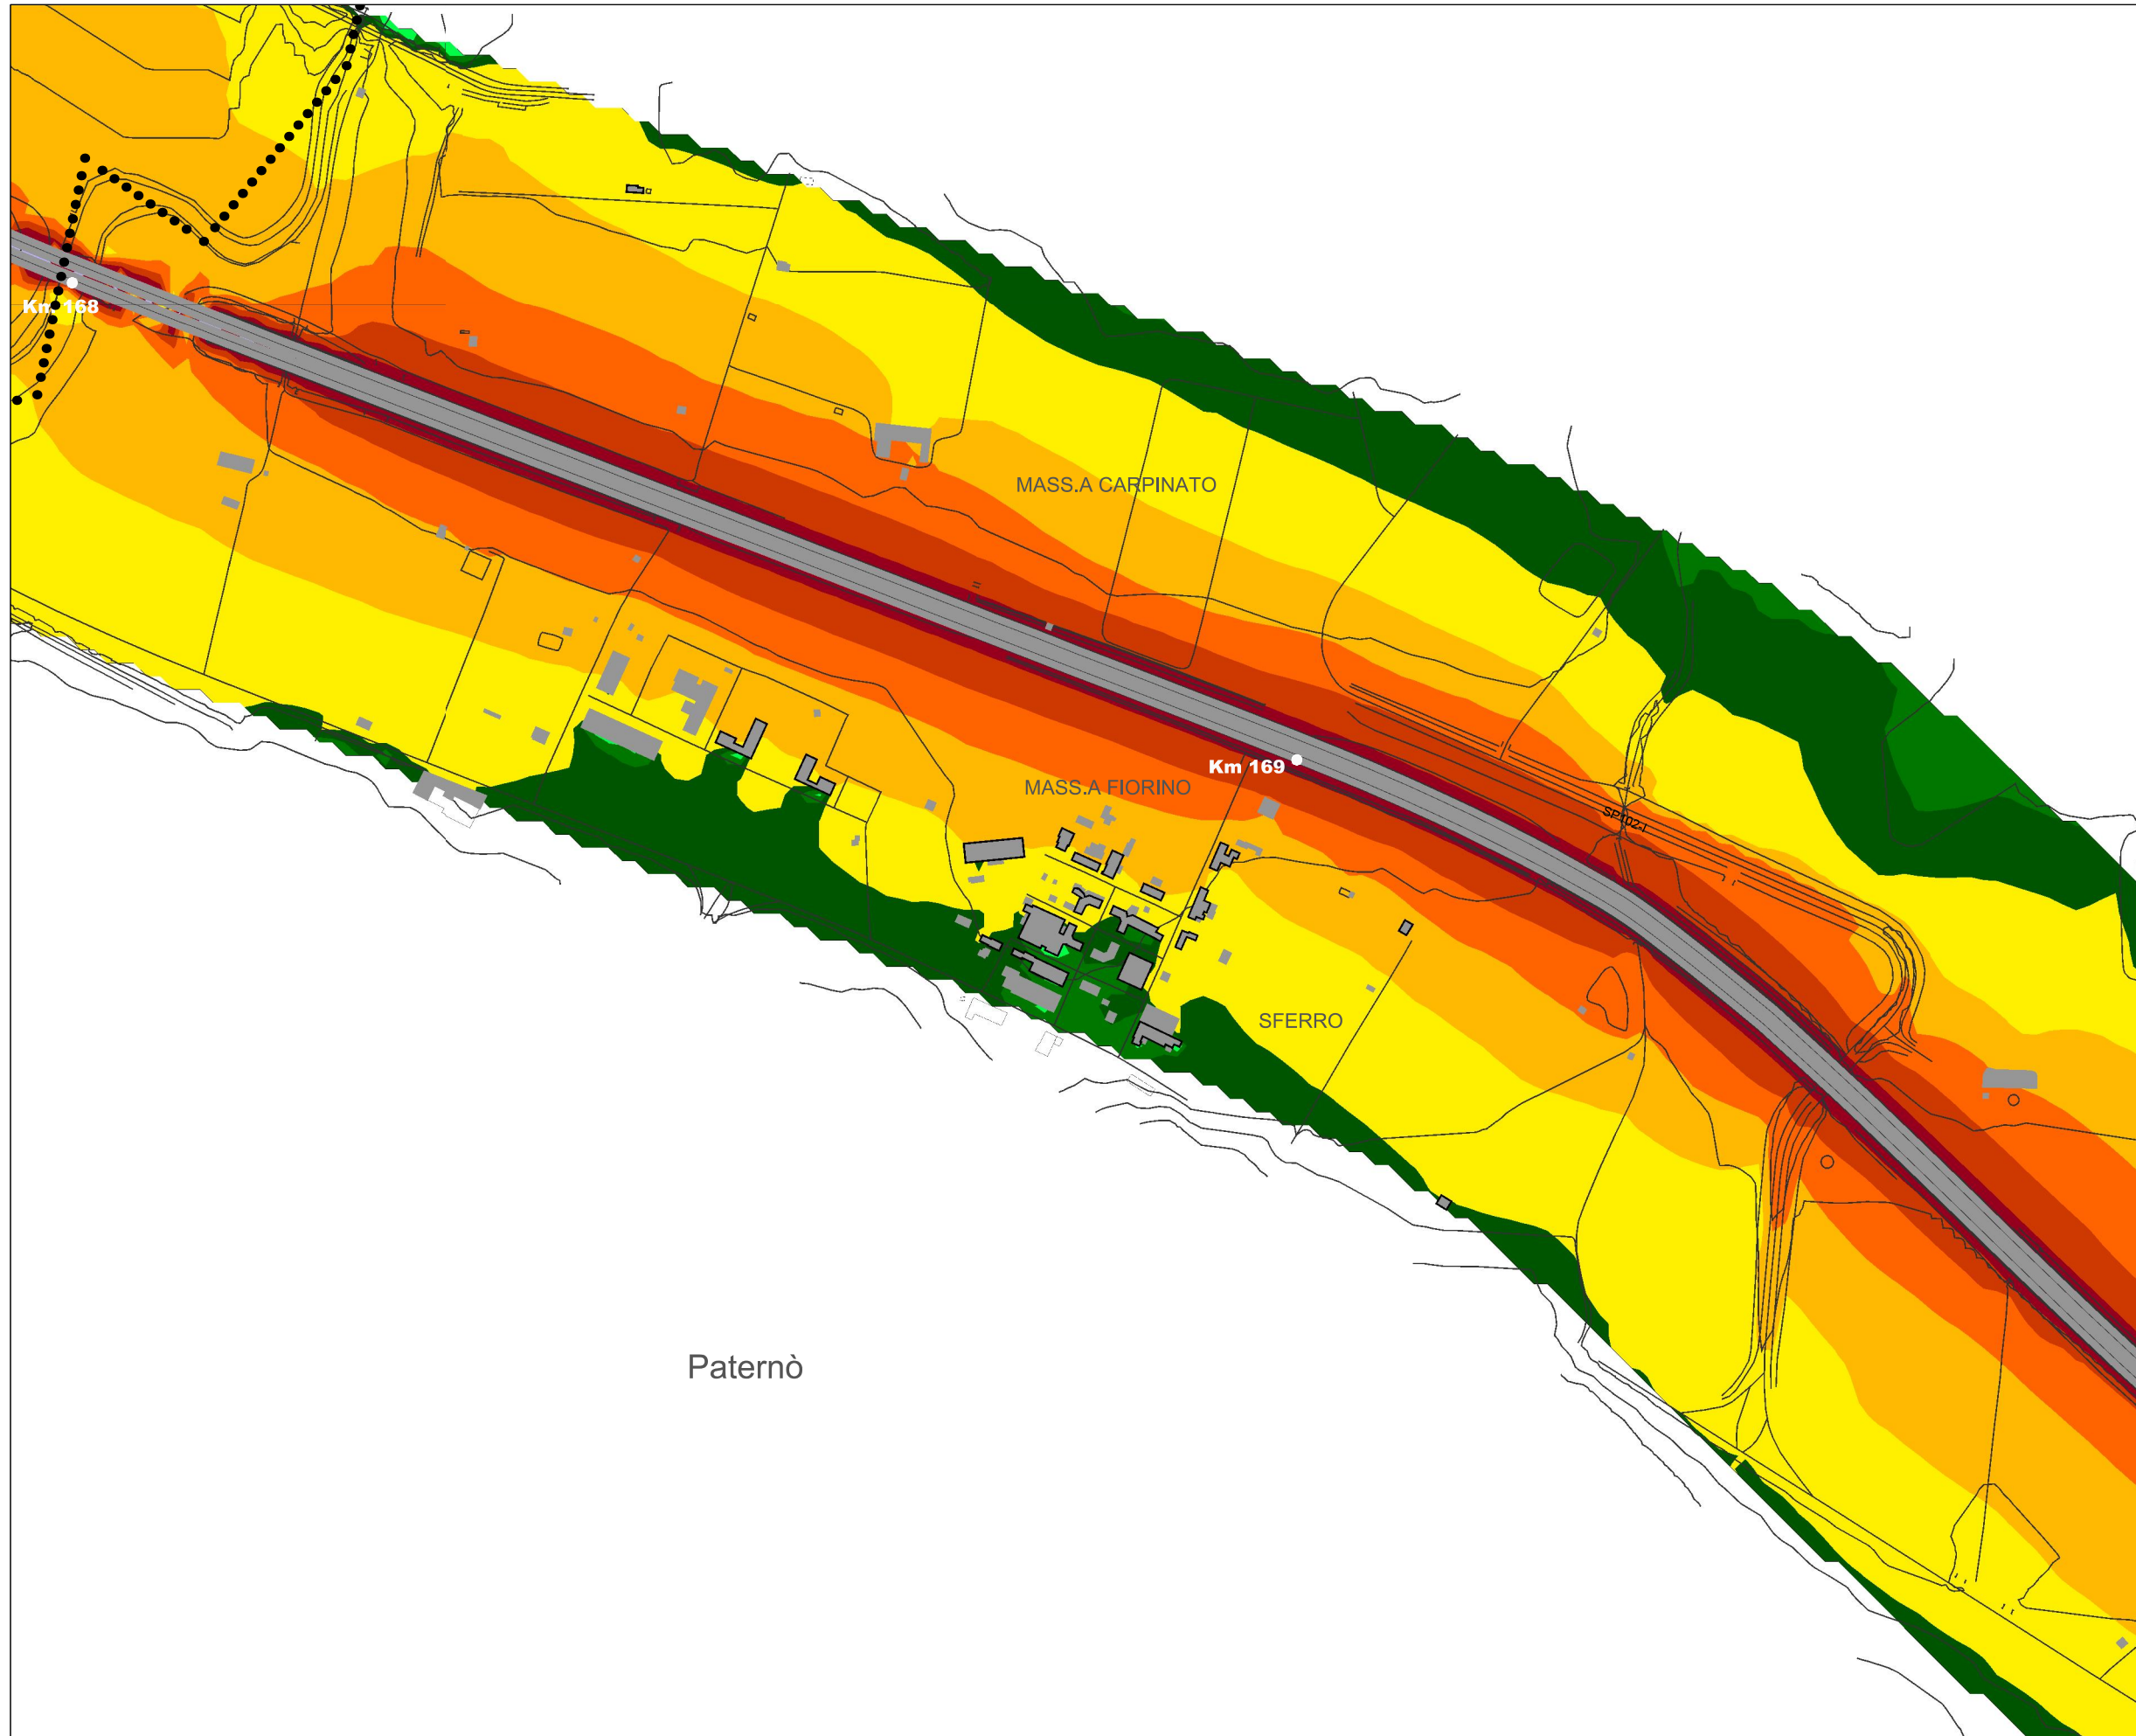 Km 168
MASS.A CARPINATO
Km 169
MASS.A FIORINO
SP102-I
SFERRO
Paternò